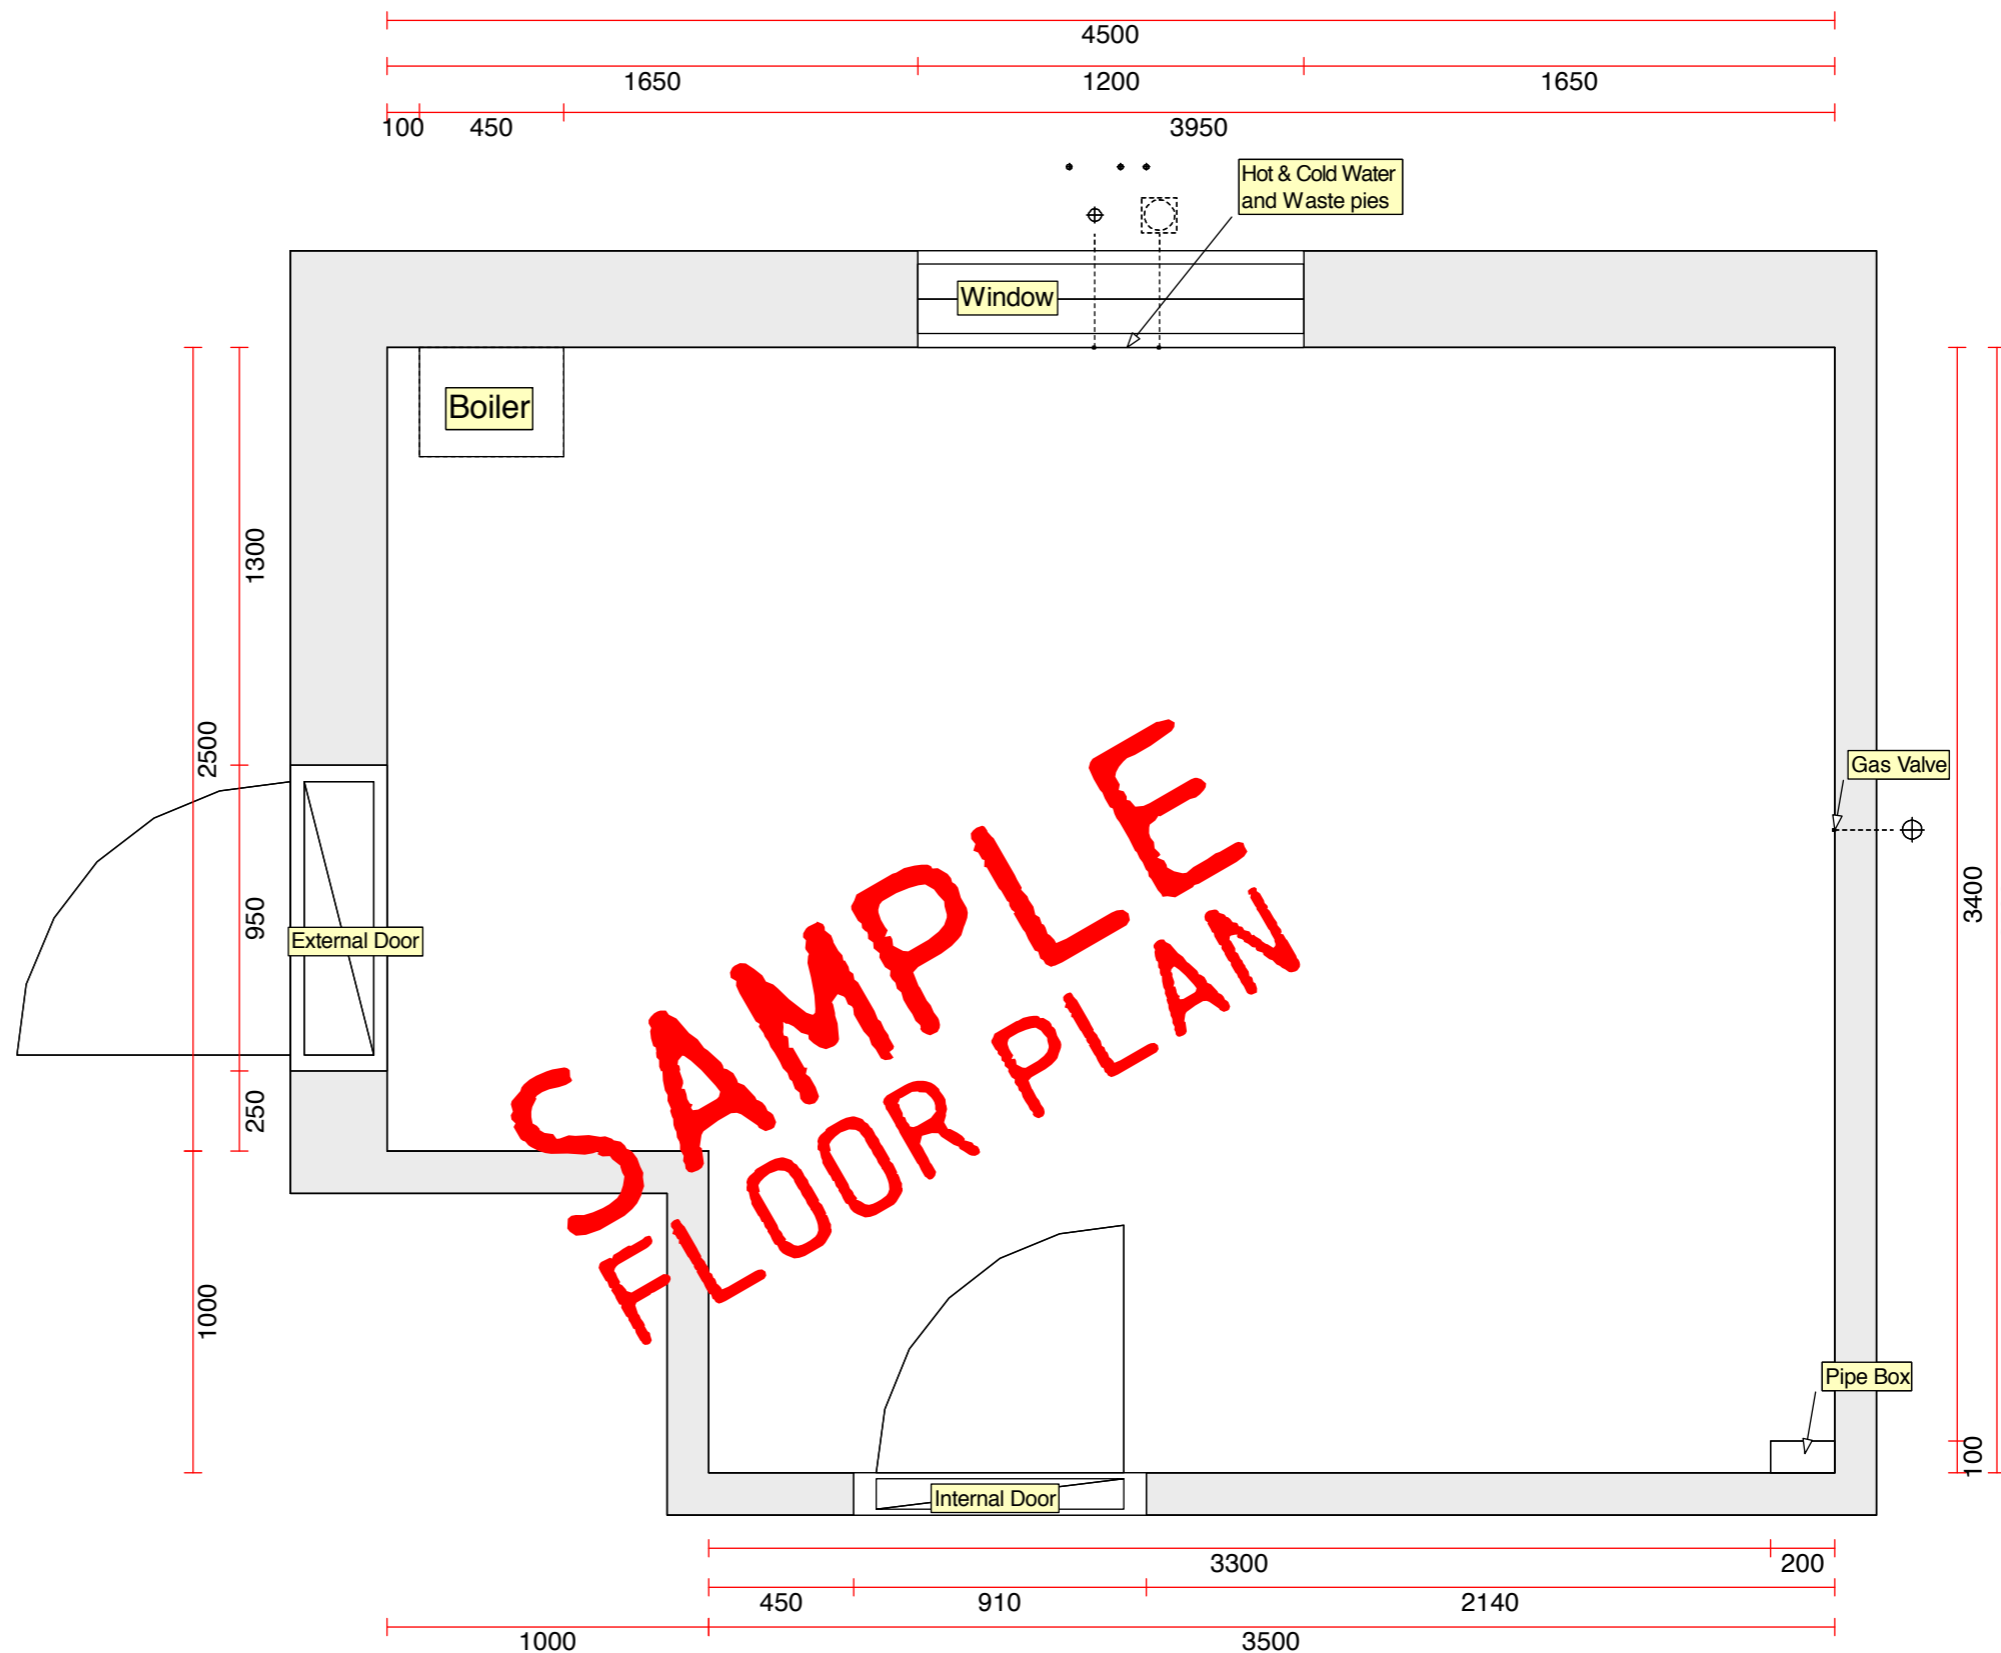 4500
1650 1200 1650
100 450 3950
Hot & Cold Water
and Waste pies
Window
Boiler
1300
2500
Gas Valve
3400
950
External Door
SAMPLE
FLOOR PLAN
250
1000
Pipe Box
100
Internal Door
3300 200
450 910 2140
1000 3500